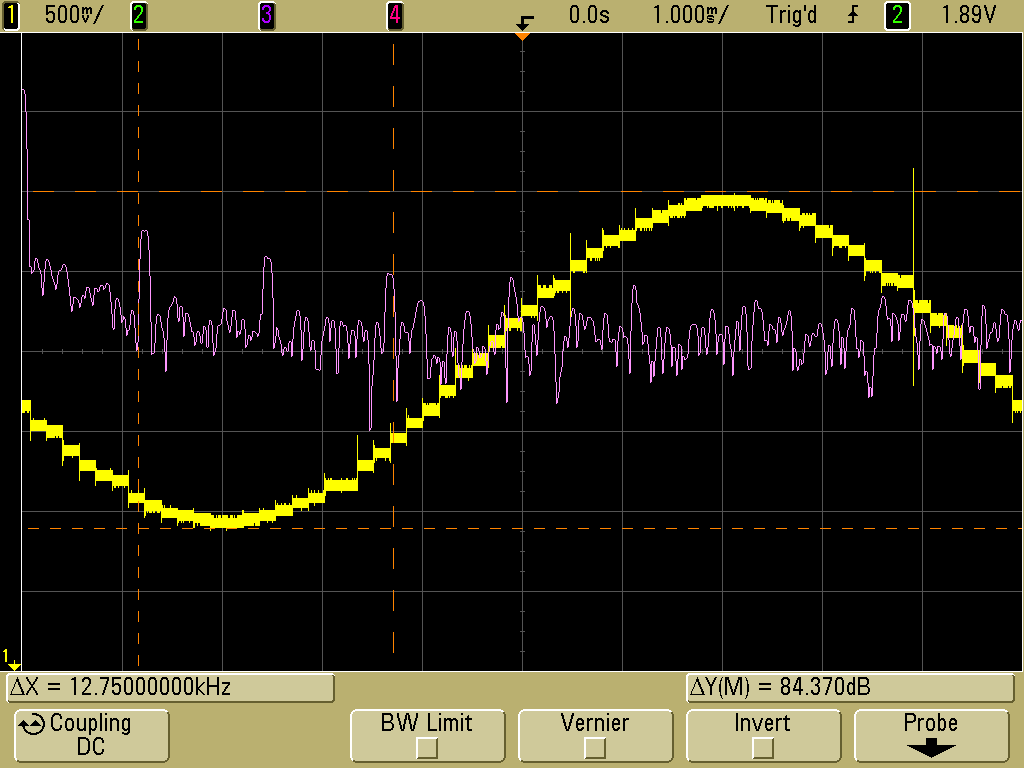 1 500mV/ 2 3 4 0.0s 1.000ms/ Trig'd 2 1.89V
1
ΔX = 12.75000000kHz ΔY(M) = 84.370dB
Coupling BW Limit Vernier Invert Probe
DC